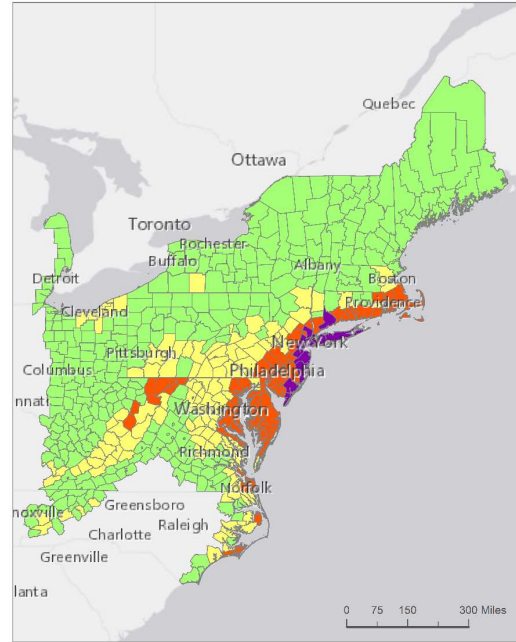 Quebec
Ottawa
Toronto
Rochester
Buffalo
Albany
Boston
Detroit
Providence
Cleveland
New York
Pittsburgh
Philadelphia
Columbus
nnati
Washington
Richmond
Norfolk
noxville
Greensboro
Raleigh
Charlotte
Greenville
lanta
0 75 150 300 Miles